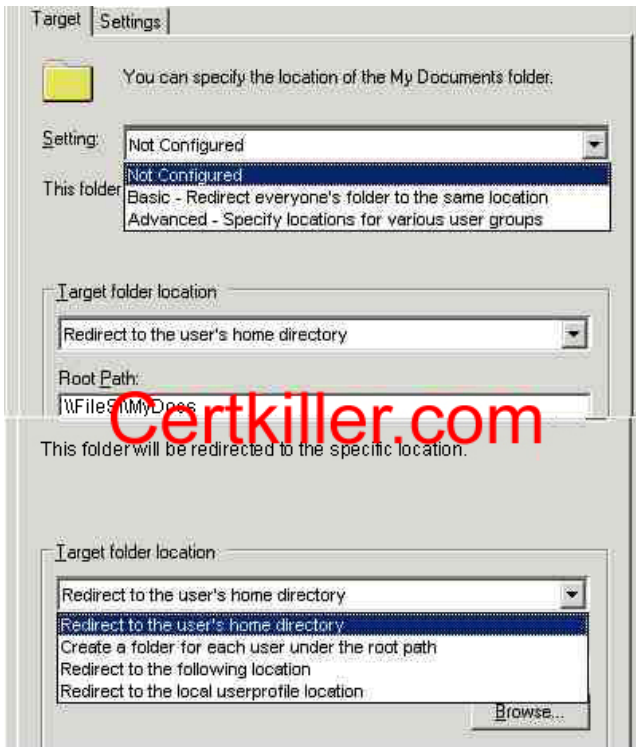 Target Settings
You can specify the location of the My Documents folder.
Setting: Not Configured
Not Configured
This folder
Basic - Redirect everyone's folder to the same location
Advanced - Specify locations for various user groups
Target folder location
Redirect to the user's home directory
Root Path:
\\FileS1\MyDocs
Certkiller.com
This folder will be redirected to the specific location.
Target folder location
Redirect to the user's home directory
Redirect to the user's home directory
Create a folder for each user under the root path
Redirect to the following location
Redirect to the local userprofile location
Browse...